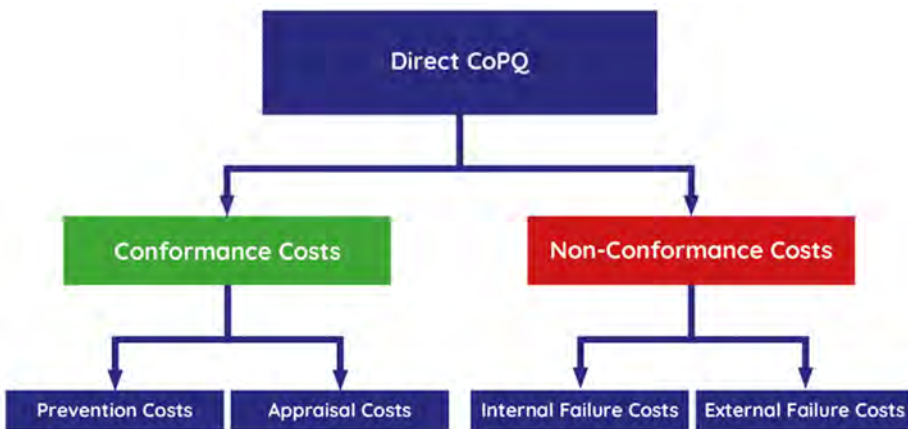 Direct CoPQ
Conformance Costs
Non-Conformance Costs
Prevention Costs
Appraisal Costs
Internal Failure Costs
External Failure Costs